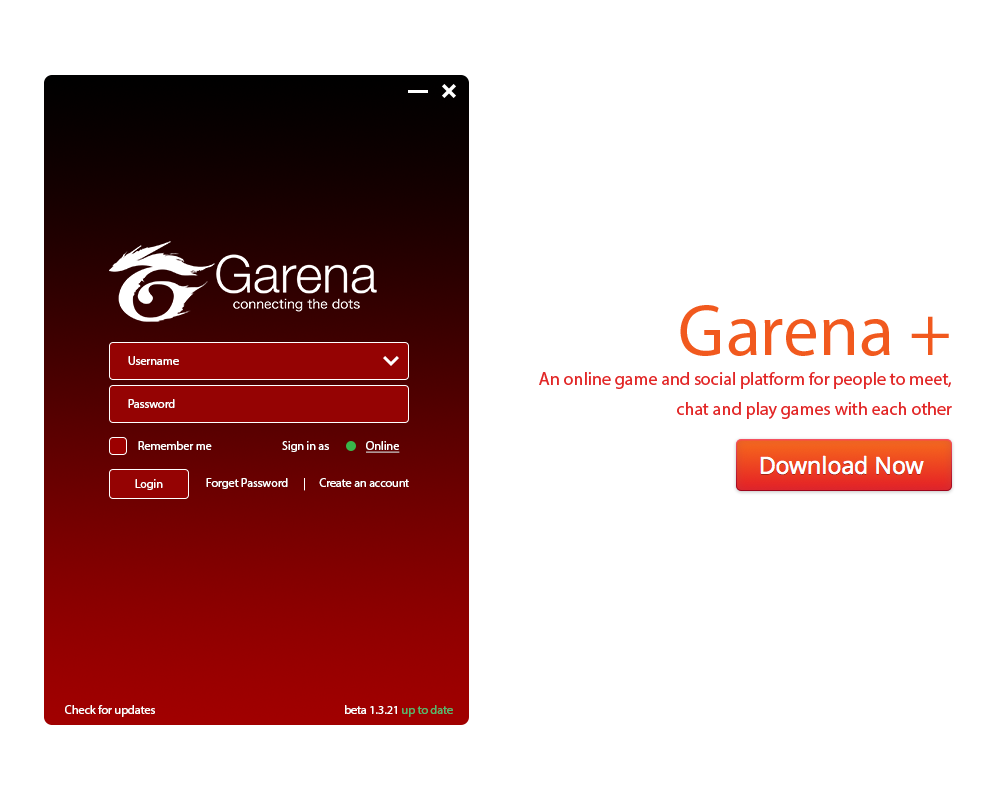 Garena
connecting the dots
Username
Password
Remember me
Sign in as
Online
Login
Forget Password | Create an account
Check for updates
beta 1.3.21 up to date
Garena +
An online game and social platform for people to meet,
chat and play games with each other
Download Now